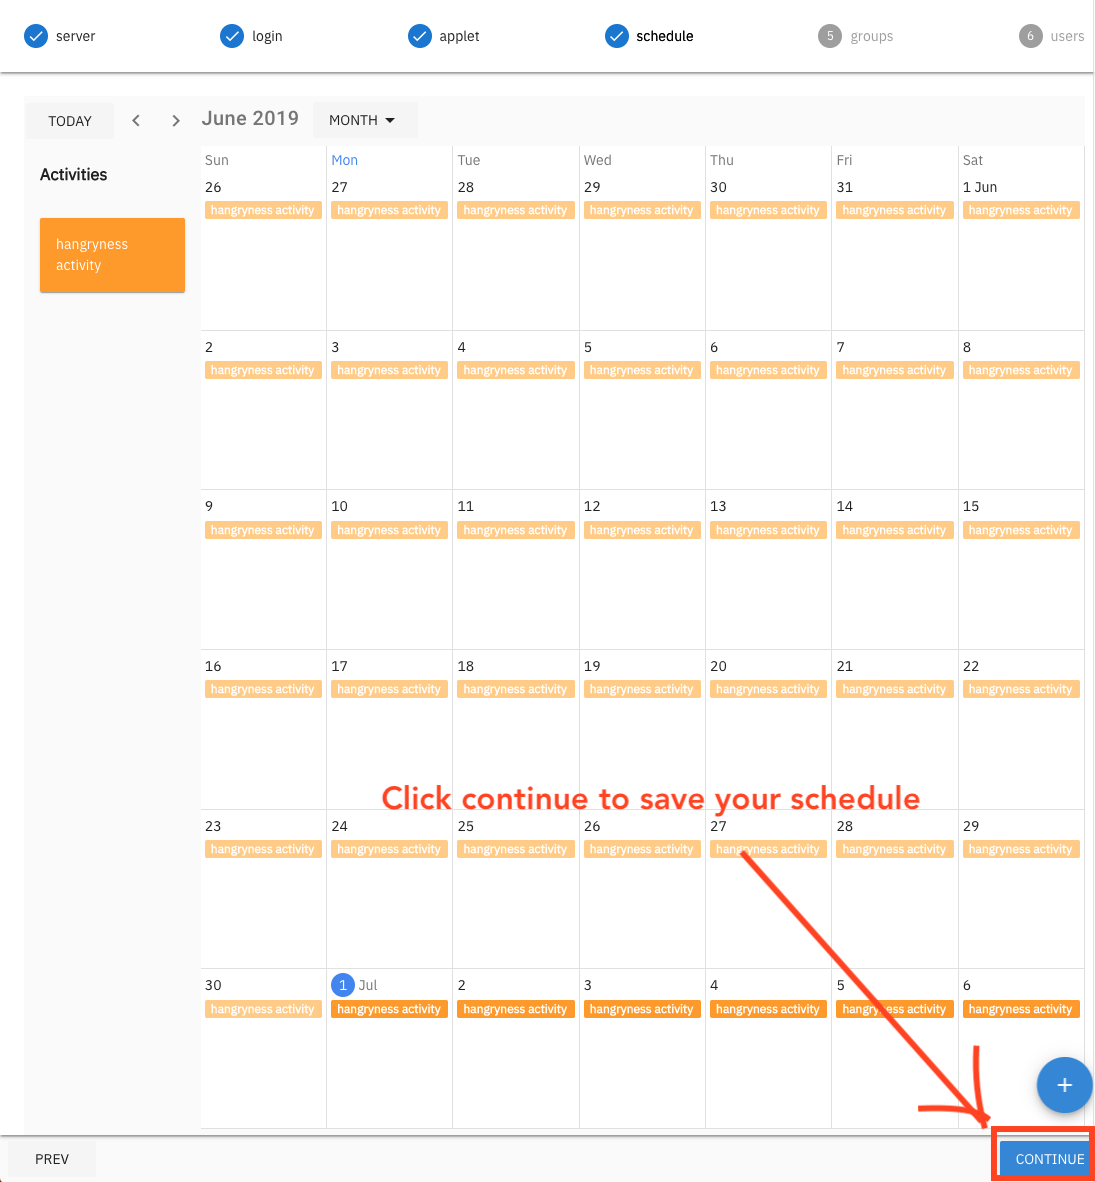 server login applet schedule 5 groups 6 users
TODAY June 2019 MONTH
Activities
hangryness
activity
Sun Mon Tue Wed Thu Fri Sat
26 27 28 29 30 31 1 Jun
hangryness activity hangryness activity hangryness activity hangryness activity hangryness activity hangryness activity hangryness activity
2 3 4 5 6 7 8
hangryness activity hangryness activity hangryness activity hangryness activity hangryness activity hangryness activity hangryness activity
9 10 11 12 13 14 15
hangryness activity hangryness activity hangryness activity hangryness activity hangryness activity hangryness activity hangryness activity
16 17 18 19 20 21 22
hangryness activity hangryness activity hangryness activity hangryness activity hangryness activity hangryness activity hangryness activity
Click continue to save your schedule
23 24 25 26 27 28 29
hangryness activity hangryness activity hangryness activity hangryness activity hangryness activity hangryness activity hangryness activity
30 1 Jul 2 3 4 5 6
hangryness activity hangryness activity hangryness activity hangryness activity hangryness activity hangryness activity hangryness activity
+
PREV CONTINUE